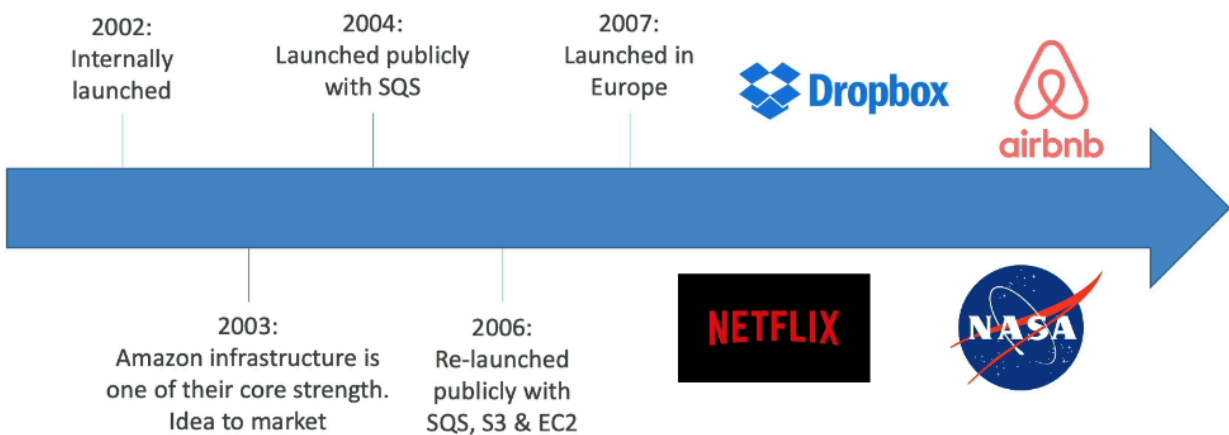 2002:
Internally
launched
2004:
Launched publicly
with SQS
2007:
Launched in
Europe
Dropbox
airbnb
2003:
Amazon infrastructure is
one of their core strength.
Idea to market
2006:
Re-launched
publicly with
SQS, S3 & EC2
NETFLIX
NASA